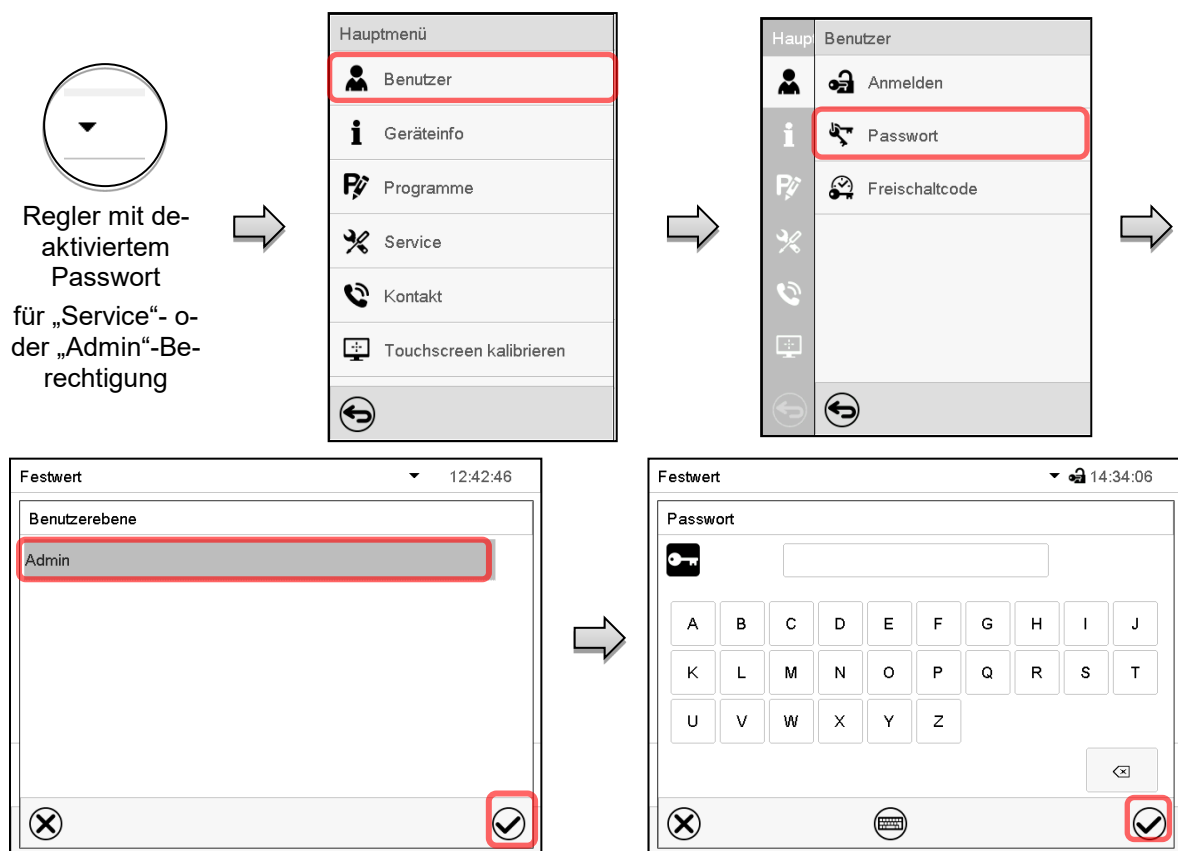 Regler mit de-
aktiviertem
Passwort
für „Service“- o-
der „Admin“-Be-
rechtigung
Hauptmenü
Benutzer
Geräteinfo
Programme
Service
Kontakt
Touchscreen kalibrieren
Haup
Benutzer
Anmelden
Passwort
Freischaltcode
Festwert 12:42:46
Benutzerebene
Admin
Festwert 14:34:06
Passwort
A B C D E F G H I J
K L M N O P Q R S T
U V W X Y Z